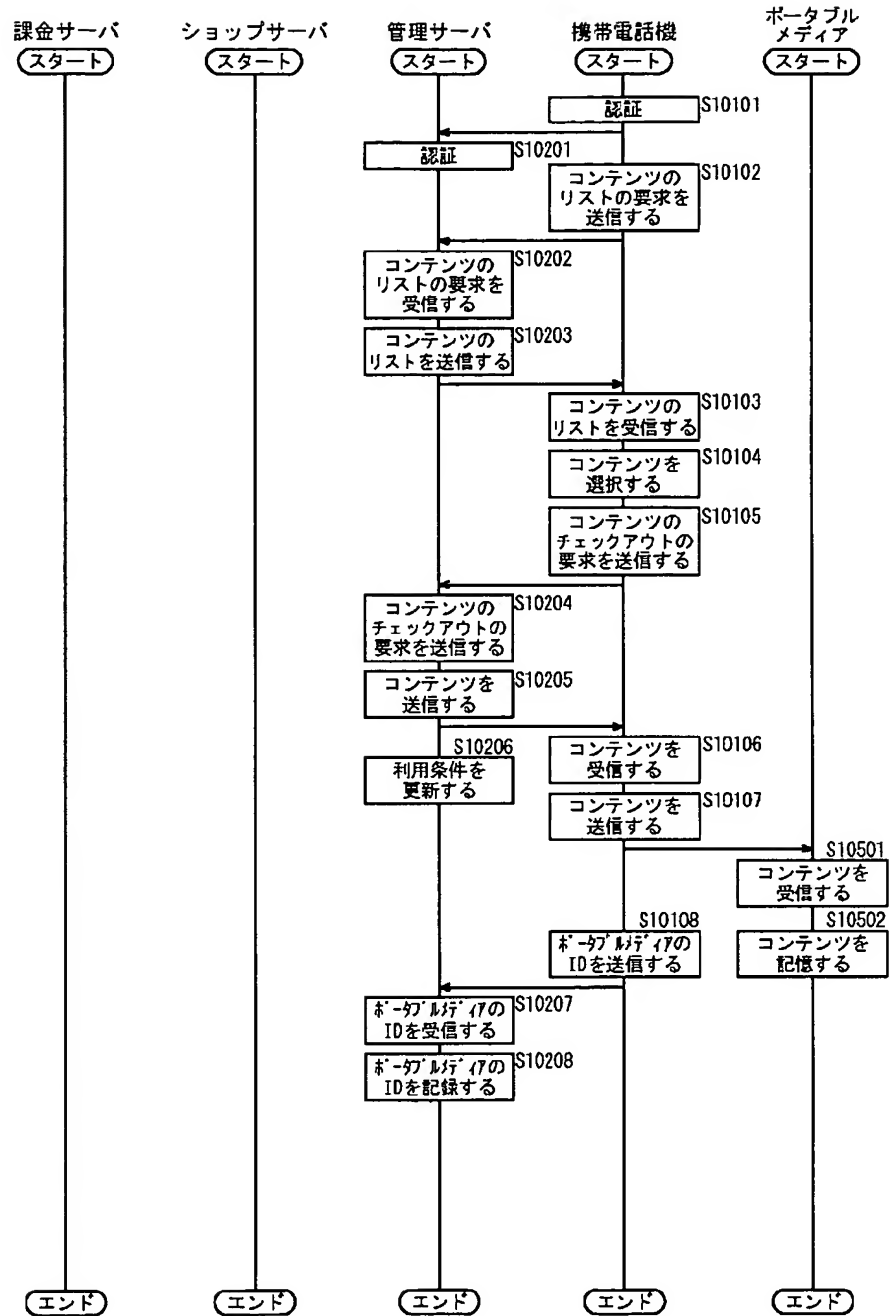 課金サーバ
ショップサーバ
管理サーバ
携帯電話機
ポータブル
メディア
スタート
スタート
スタート
スタート
スタート
認証
S10101
認証
S10201
コンテンツの
リストの要求を
送信する
S10102
コンテンツの
リストの要求を
受信する
S10202
コンテンツの
リストを送信する
S10203
コンテンツの
リストを受信する
S10103
コンテンツを
選択する
S10104
コンテンツの
チェックアウトの
要求を送信する
S10105
コンテンツの
チェックアウトの
要求を送信する
S10204
コンテンツを
送信する
S10205
S10206
利用条件を
更新する
コンテンツを
受信する
S10106
コンテンツを
送信する
S10107
S10501
コンテンツを
受信する
S10108
ポータブルメディアの
IDを送信する
S10502
コンテンツを
記憶する
ポータブルメディアの
IDを受信する
S10207
ポータブルメディアの
IDを記録する
S10208
エンド
エンド
エンド
エンド
エンド